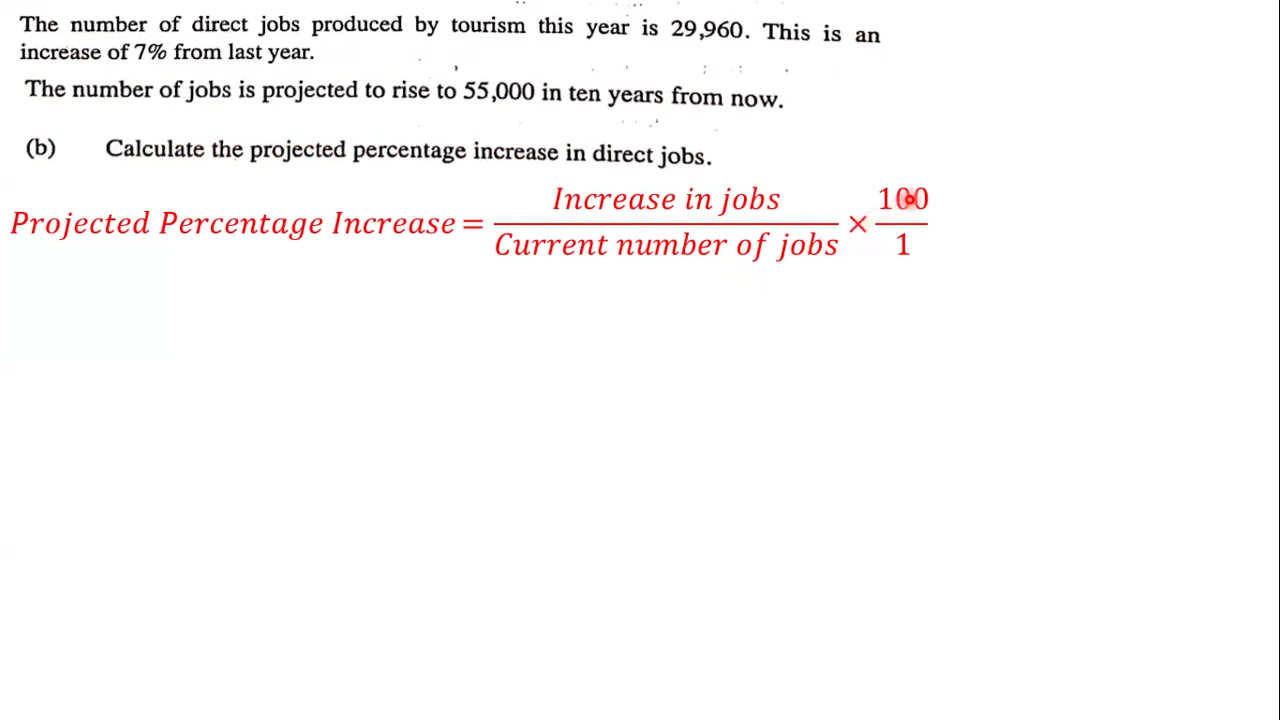 The number of direct jobs produced by tourism this year is 29,960. This is an
increase of 7% from last year.
The number of jobs is projected to rise to 55,000 in ten years from now.
(b) Calculate the projected percentage increase in direct jobs.
Projected Percentage Increase = Increase in jobs / Current number of jobs × 100 / 1